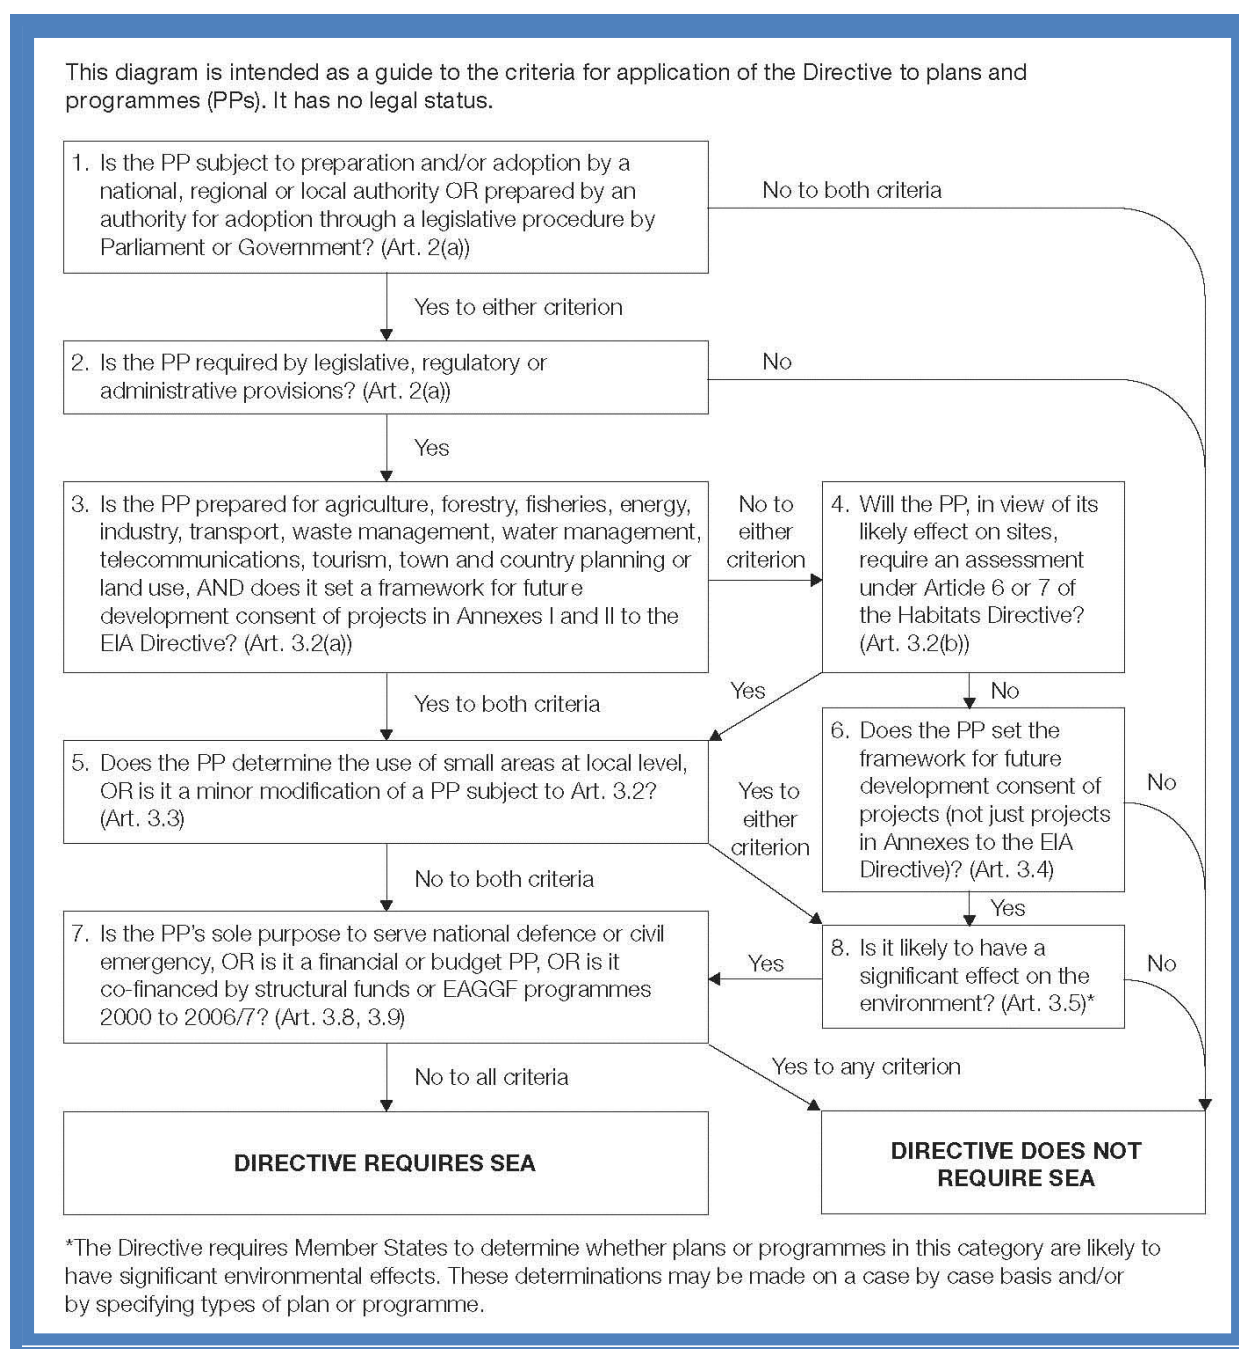 This diagram is intended as a guide to the criteria for application of the Directive to plans and
programmes (PPs). It has no legal status.
1. Is the PP subject to preparation and/or adoption by a
national, regional or local authority OR prepared by an
authority for adoption through a legislative procedure by
Parliament or Government? (Art. 2(a))
No to both criteria
Yes to either criterion
2. Is the PP required by legislative, regulatory or
administrative provisions? (Art. 2(a))
No
Yes
3. Is the PP prepared for agriculture, forestry, fisheries, energy,
industry, transport, waste management, water management,
telecommunications, tourism, town and country planning or
land use, AND does it set a framework for future
development consent of projects in Annexes I and II to the
EIA Directive? (Art. 3.2(a))
No to
either
criterion
4. Will the PP, in view of its
likely effect on sites,
require an assessment
under Article 6 or 7 of
the Habitats Directive?
(Art. 3.2(b))
Yes to both criteria
Yes
No
5. Does the PP determine the use of small areas at local level,
OR is it a minor modification of a PP subject to Art. 3.2?
(Art. 3.3)
Yes to
either
criterion
6. Does the PP set the
framework for future
development consent of
projects (not just projects
in Annexes to the EIA
Directive)? (Art. 3.4)
No
No to both criteria
Yes
7. Is the PP's sole purpose to serve national defence or civil
emergency, OR is it a financial or budget PP, OR is it
co-financed by structural funds or EAGGF programmes
2000 to 2006/7? (Art. 3.8, 3.9)
Yes
8. Is it likely to have a
significant effect on the
environment? (Art. 3.5)*
No
No to all criteria
Yes to any criterion
DIRECTIVE REQUIRES SEA
DIRECTIVE DOES NOT
REQUIRE SEA
*The Directive requires Member States to determine whether plans or programmes in this category are likely to
have significant environmental effects. These determinations may be made on a case by case basis and/or
by specifying types of plan or programme.